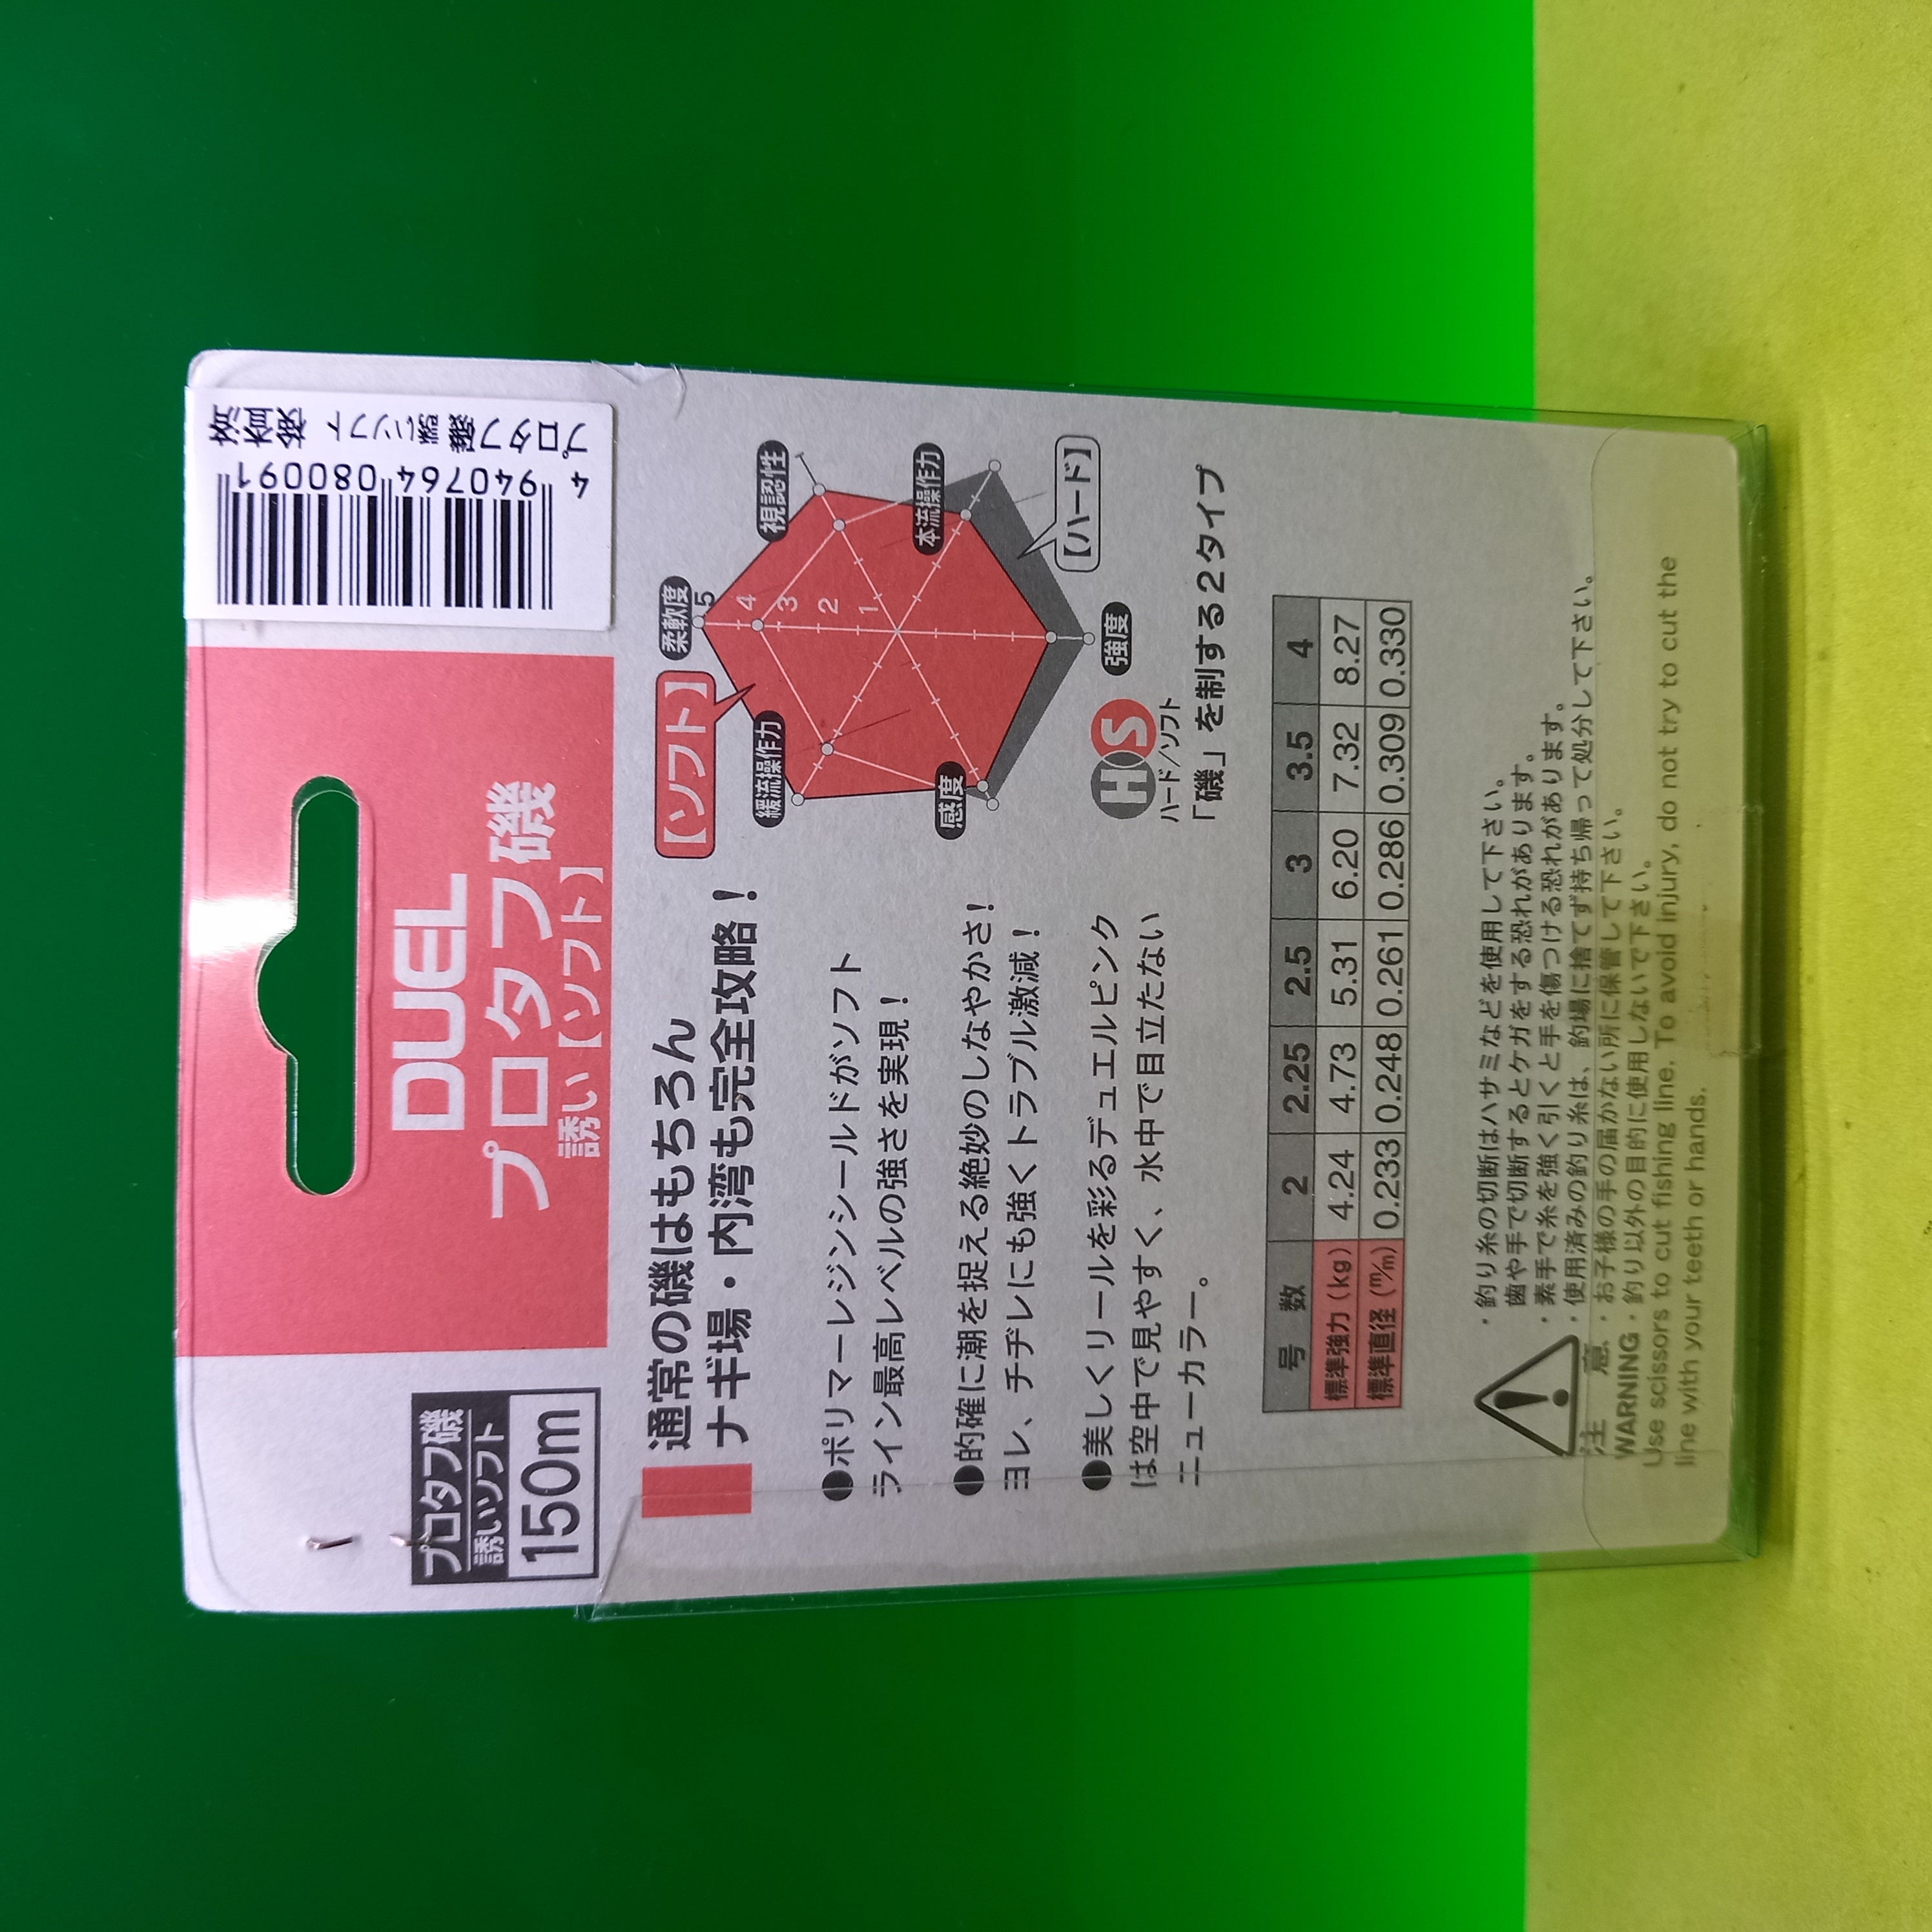 DUEL
プロタフ磯
誘い【ソフト】
プロタフ磯
誘いソフト
150m
4 940764 080091
プロタフ
磯
誘いソフト
通常の磯はもちろん
ナギ場・内湾も完全攻略！
●ポリマーレジンシールドがソフト
ライン最高レベルの強さを実現！
●的確に潮を捉える絶妙のしなやかさ！
ヨレ、チヂレにも強くトラブル激減！
●美しくリールを彩るデュエルピンク
は空中で見やすく、水中で目立たない
ニューカラー。
【ソフト】
柔軟度
視認性
本流操作力
強度
感度
緩流操作力
5
4
3
2
1
【ハード】
HS
ハード/ソフト
「磯」を制する2タイプ
号 数 2 2.25 2.5 3 3.5 4
標準強力（kg） 4.24 4.73 5.31 6.20 7.32 8.27
標準直径（m/m） 0.233 0.248 0.261 0.286 0.309 0.330
注 意
・釣り糸の切断はハサミなどを使用して下さい。
歯や手で切断するとケガをする恐れがあります。
・素手で糸を強く引くと手を傷つける恐れがあります。
・使用済みの釣り糸は、釣場に捨てず持ち帰って処分して下さい。
・お子様の手の届かない所に保管して下さい。
WARNING・釣り以外の目的に使用しないで下さい。
Use scissors to cut fishing line. To avoid injury, do not try to cut the
line with your teeth or hands.